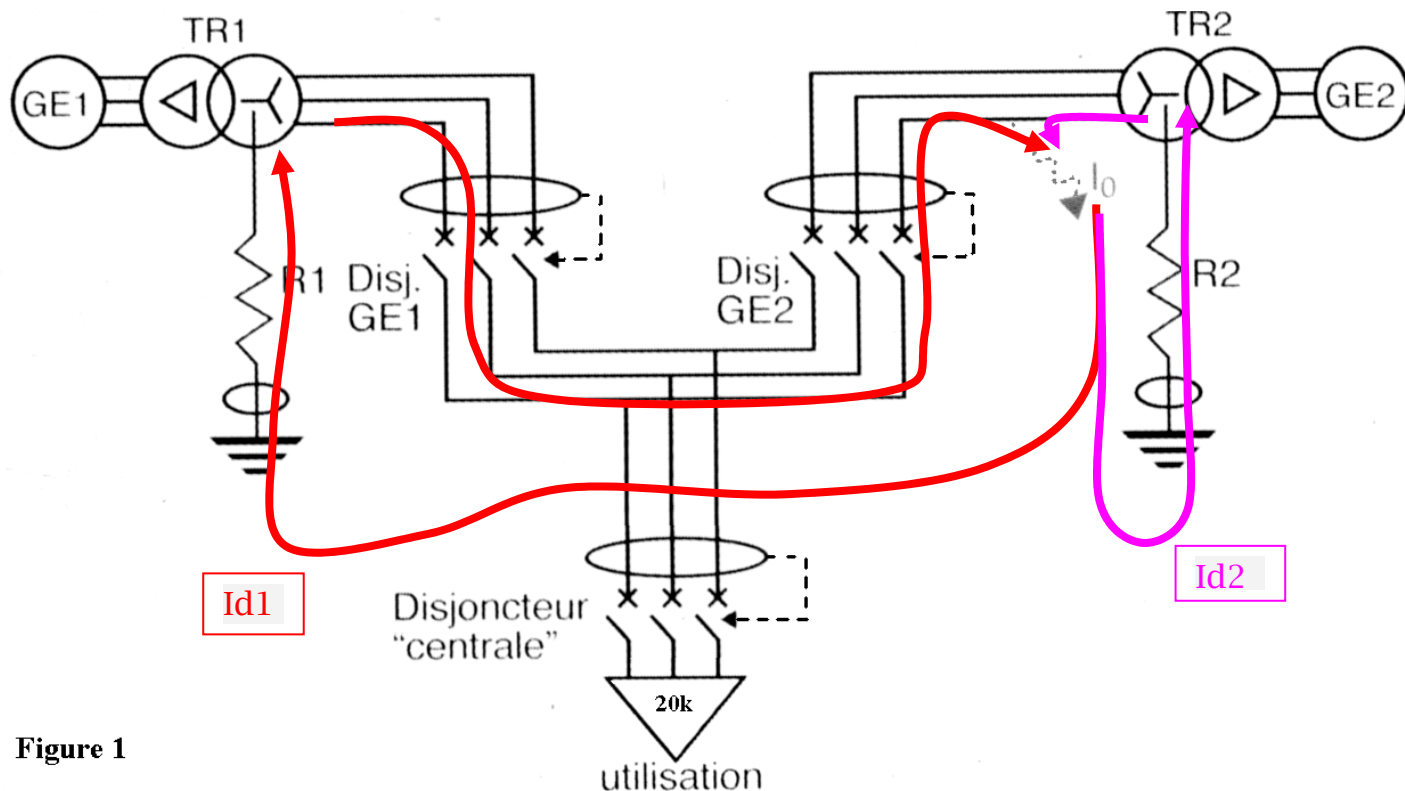 TR1
TR2
GE1
GE2
I0
R1
Disj.
GE1
Disj.
GE2
R2
Id1
Id2
Disjoncteur
"centrale"
20k
Figure 1
utilisation